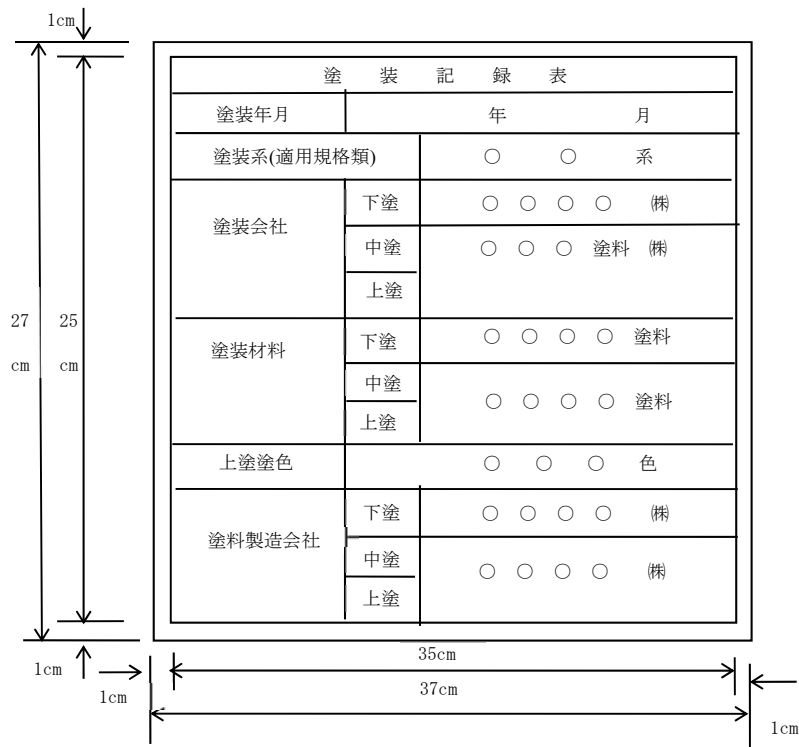 1cm
塗 装 記 録 表
塗装年月 年 月
塗装系(適用規格類) ○ ○ 系
塗装会社
下塗 ○ ○ ○ ○ ㈱
中塗 ○ ○ ○ 塗料 ㈱
上塗
27 cm
25 cm
塗装材料
下塗 ○ ○ ○ ○ 塗料
中塗
上塗
○ ○ ○ ○ 塗料
上塗塗色 ○ ○ ○ 色
塗料製造会社
下塗 ○ ○ ○ ○ ㈱
中塗
上塗
○ ○ ○ ○ ㈱
35cm
1cm
37cm
1cm
1cm